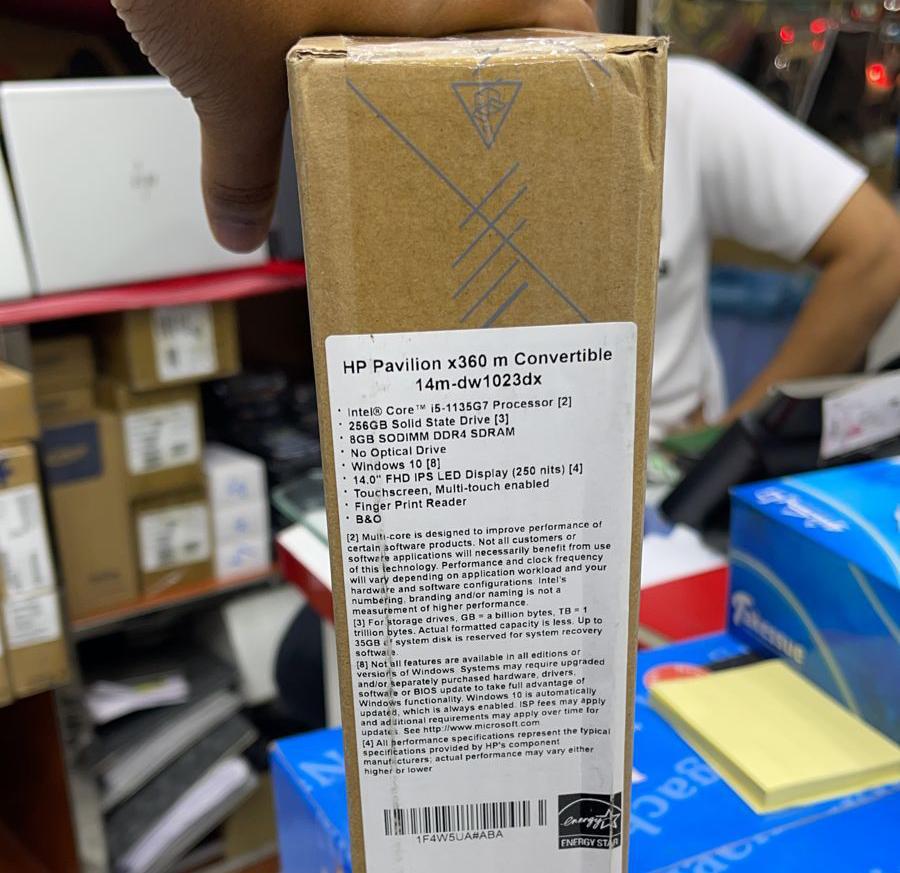 HP Pavilion x360 m Convertible
14m-dw1023dx
· Intel® Core™ i5-1135G7 Processor [2]
· 256GB Solid State Drive [3]
· 8GB SODIMM DDR4 SDRAM
· No Optical Drive
· Windows 10 [8]
· 14.0" FHD IPS LED Display (250 nits) [4]
· Touchscreen, Multi-touch enabled
· Finger Print Reader
· B&O
[2] Multi-core is designed to improve performance of
certain software products. Not all customers or
software applications will necessarily benefit from use
of this technology. Performance and clock frequency
will vary depending on application workload and your
hardware and software configurations. Intel's
numbering, branding and/or naming is not a
measurement of higher performance.
[3] For storage drives, GB = a billion bytes, TB = 1
trillion bytes. Actual formatted capacity is less. Up to
35GB of system disk is reserved for system recovery
software.
[8] Not all features are available in all editions or
versions of Windows. Systems may require upgraded
and/or separately purchased hardware, drivers,
software or BIOS update to take full advantage of
Windows functionality. Windows 10 is automatically
updated, which is always enabled. ISP fees may apply
and additional requirements may apply over time for
updates. See http://www.microsoft.com
[4] All performance specifications represent the typical
specifications provided by HP's component
manufacturers; actual performance may vary either
higher or lower
1F4W5UA#ABA
energy
ENERGY STAR
hp